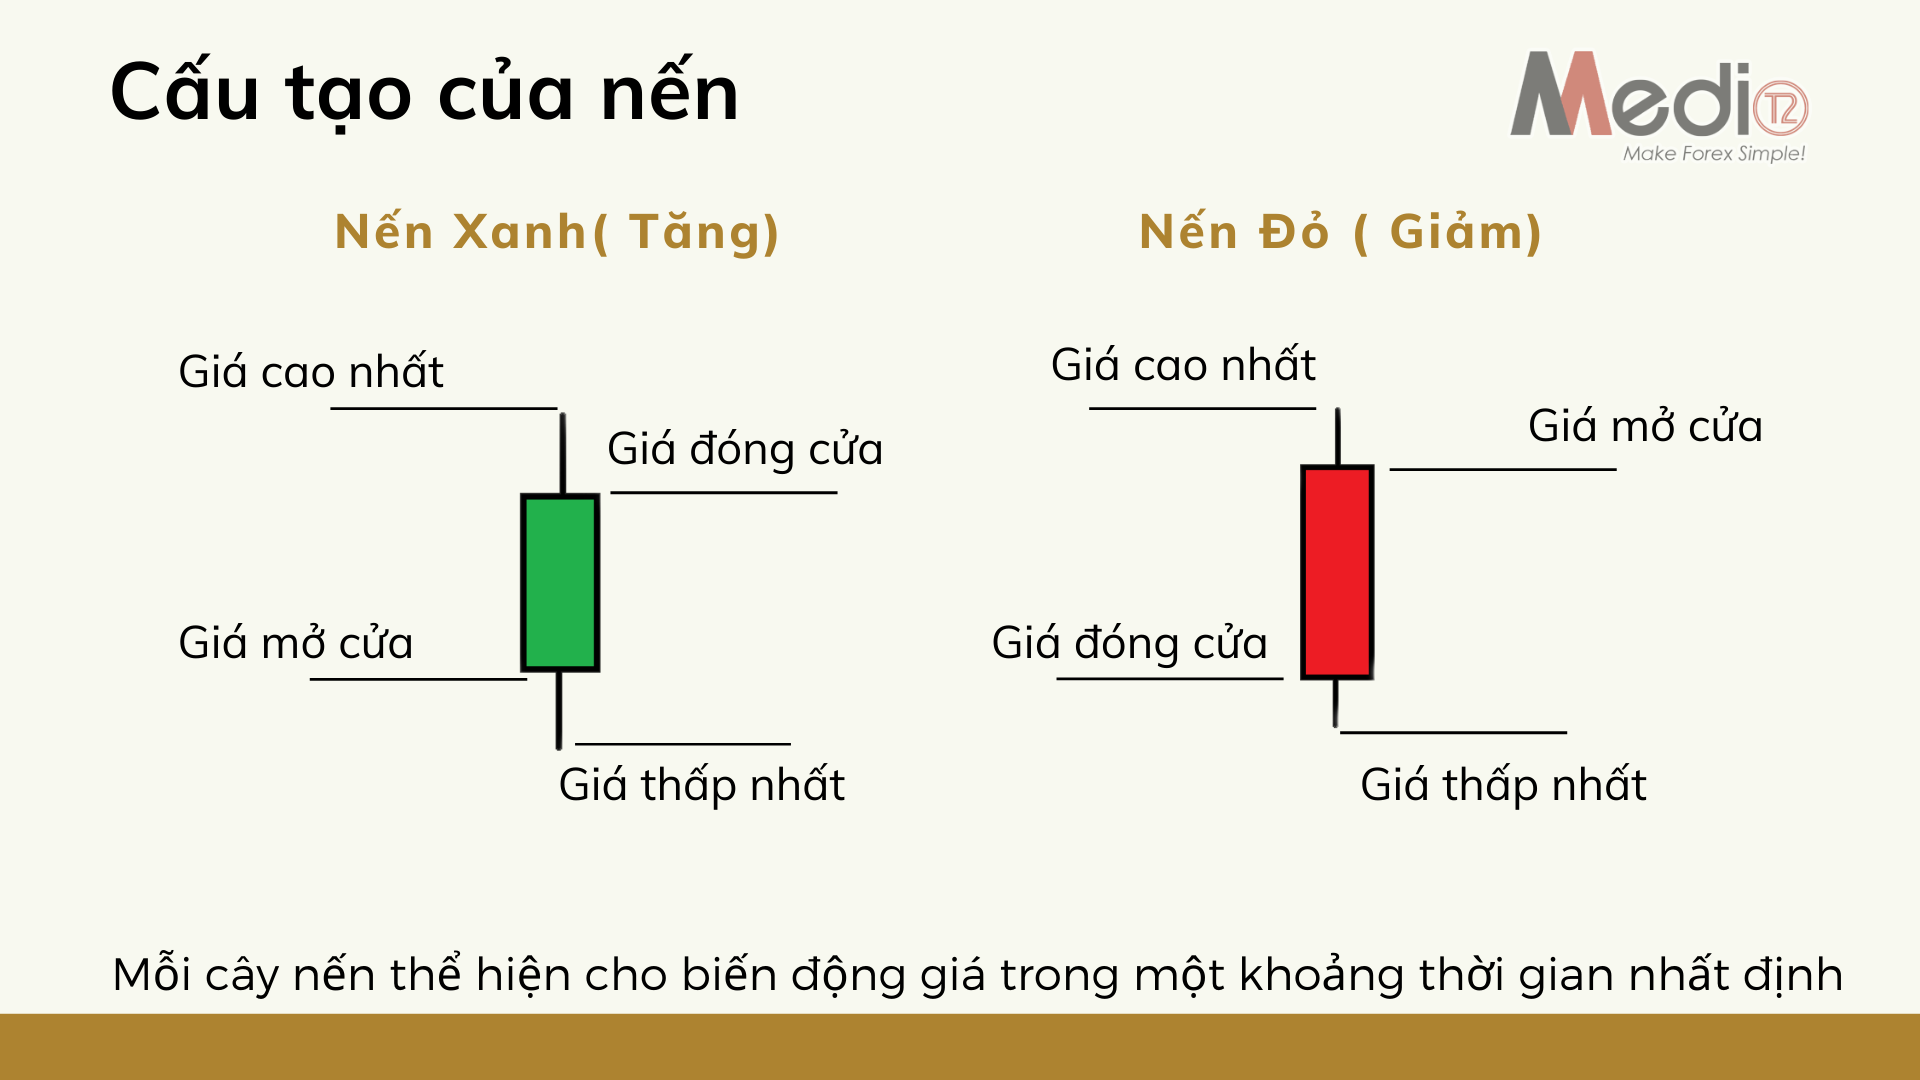 Cấu tạo của nến
MediT2
Make Forex Simple!
Nến Xanh( Tăng)
Nến Đỏ ( Giảm)
Giá cao nhất
Giá đóng cửa
Giá mở cửa
Giá thấp nhất
Giá cao nhất
Giá mở cửa
Giá đóng cửa
Giá thấp nhất
Mỗi cây nến thể hiện cho biến động giá trong một khoảng thời gian nhất định